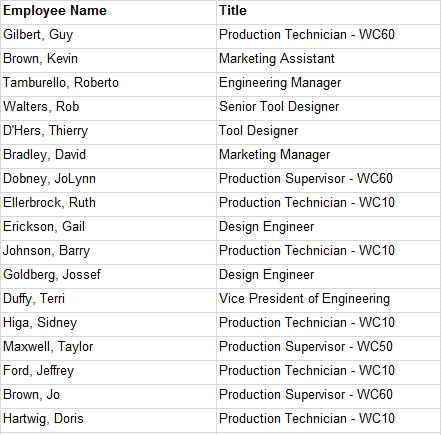 Employee Name Title
Gilbert, Guy Production Technician - WC60
Brown, Kevin Marketing Assistant
Tamburello, Roberto Engineering Manager
Walters, Rob Senior Tool Designer
D'Hers, Thierry Tool Designer
Bradley, David Marketing Manager
Dobney, JoLynn Production Supervisor - WC60
Ellerbrock, Ruth Production Technician - WC10
Erickson, Gail Design Engineer
Johnson, Barry Production Technician - WC10
Goldberg, Jossef Design Engineer
Duffy, Terri Vice President of Engineering
Higa, Sidney Production Technician - WC10
Maxwell, Taylor Production Supervisor - WC50
Ford, Jeffrey Production Technician - WC10
Brown, Jo Production Supervisor - WC60
Hartwig, Doris Production Technician - WC10